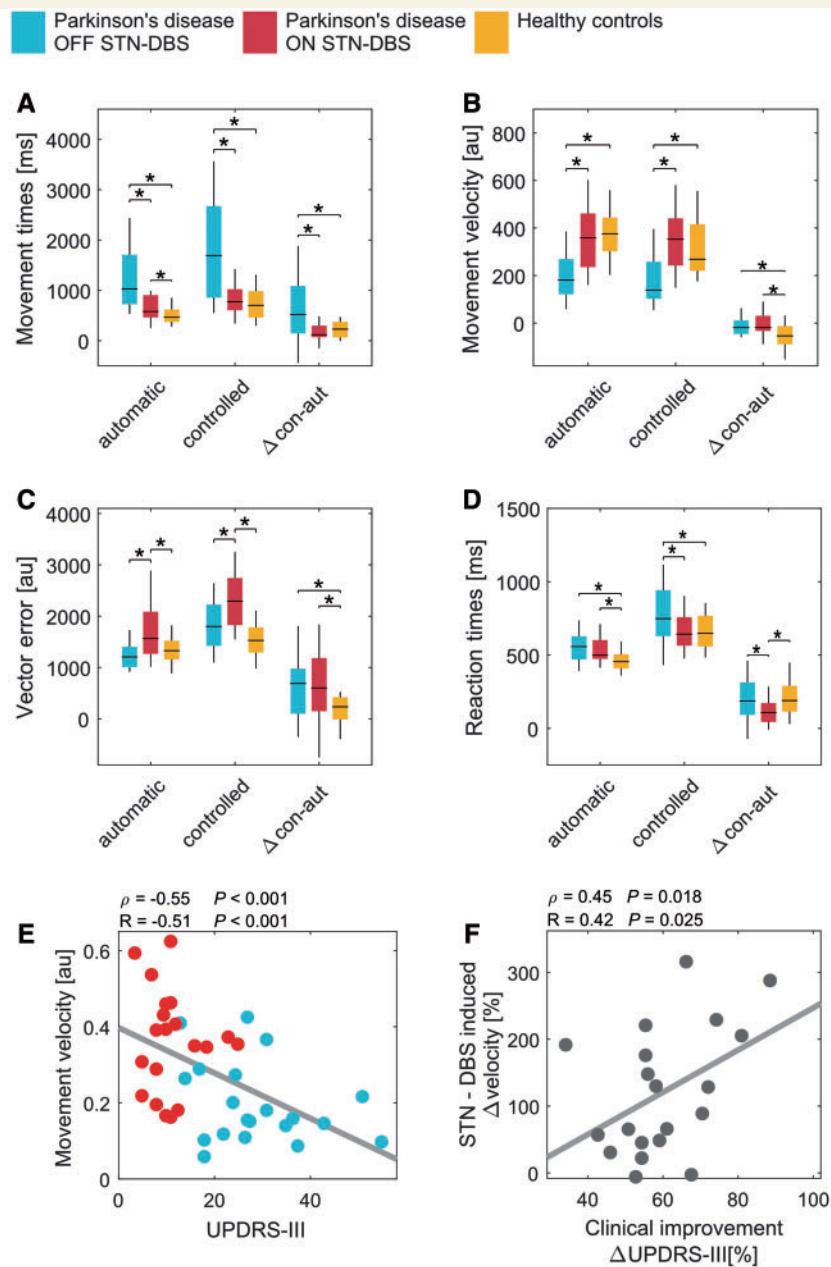 Parkinson's disease OFF STN-DBS
Parkinson's disease ON STN-DBS
Healthy controls
A
Movement times [ms]
4000
3000
2000
1000
0
* * * * * * *
automatic
controlled
Δ con-aut
B
Movement velocity [au]
800
600
400
200
0
* * * * * *
automatic
controlled
Δ con-aut
C
Vector error [au]
4000
3000
2000
1000
0
* * * * * *
automatic
controlled
Δ con-aut
D
Reaction times [ms]
1500
1000
500
0
* * * * * *
automatic
controlled
Δ con-aut
E
ρ = -0.55 P < 0.001
R = -0.51 P < 0.001
Movement velocity [au]
0.6
0.4
0.2
0
0 20 40
UPDRS-III
F
ρ = 0.45 P = 0.018
R = 0.42 P = 0.025
STN - DBS induced
Δvelocity [%]
300
200
100
0
40 60 80 100
Clinical improvement
ΔUPDRS-III[%]